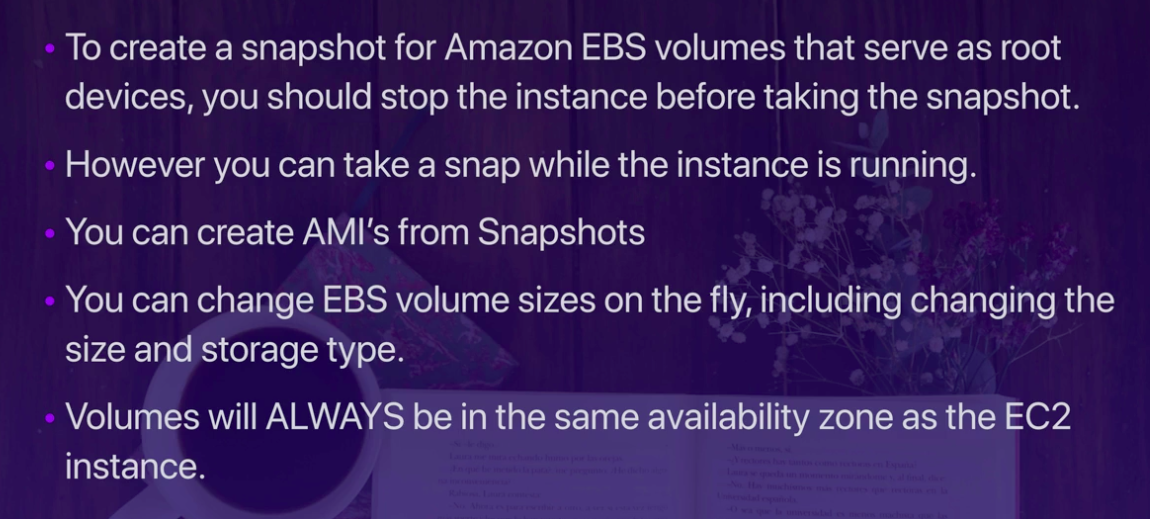 • To create a snapshot for Amazon EBS volumes that serve as root
devices, you should stop the instance before taking the snapshot.
• However you can take a snap while the instance is running.
• You can create AMI’s from Snapshots
• You can change EBS volume sizes on the fly, including changing the
size and storage type.
• Volumes will ALWAYS be in the same availability zone as the EC2
instance.